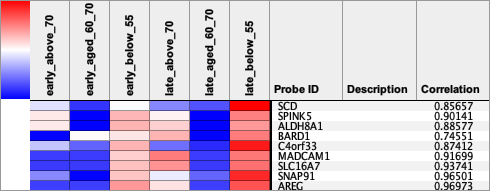 early_above_70
early_aged_60_70
early_below_55
late_above_70
late_aged_60_70
late_below_55
Probe ID Description Correlation
SCD 0.85657
SPINK5 0.90141
ALDH8A1 0.88577
BARD1 0.74551
C4orf33 0.87412
MADCAM1 0.91699
SLC16A7 0.93741
SNAP91 0.96501
AREG 0.96973